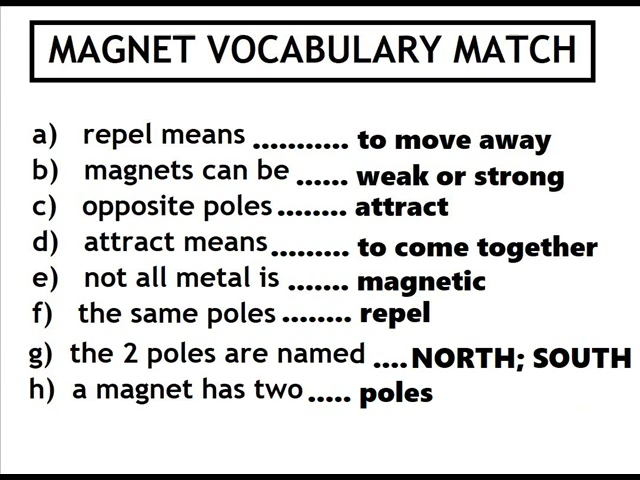 MAGNET VOCABULARY MATCH
a) repel means ........... to move away
b) magnets can be ...... weak or strong
c) opposite poles ........ attract
d) attract means ......... to come together
e) not all metal is ....... magnetic
f) the same poles ........ repel
g) the 2 poles are named .... NORTH; SOUTH
h) a magnet has two ..... poles